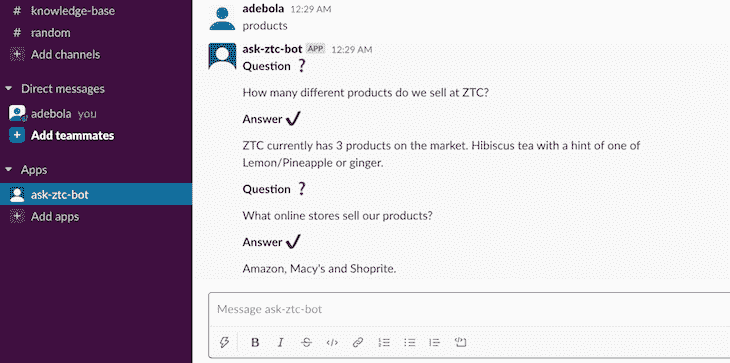 # knowledge-base
# random
Add channels
Direct messages
adebola you
Add teammates
Apps
ask-ztc-bot
Add apps
adebola 12:29 AM
products
ask-ztc-bot APP 12:29 AM
Question ❓
How many different products do we sell at ZTC?
Answer ✔
ZTC currently has 3 products on the market. Hibiscus tea with a hint of one of
Lemon/Pineapple or ginger.
Question ❓
What online stores sell our products?
Answer ✔
Amazon, Macy's and Shoprite.
Message ask-ztc-bot
B I S </>